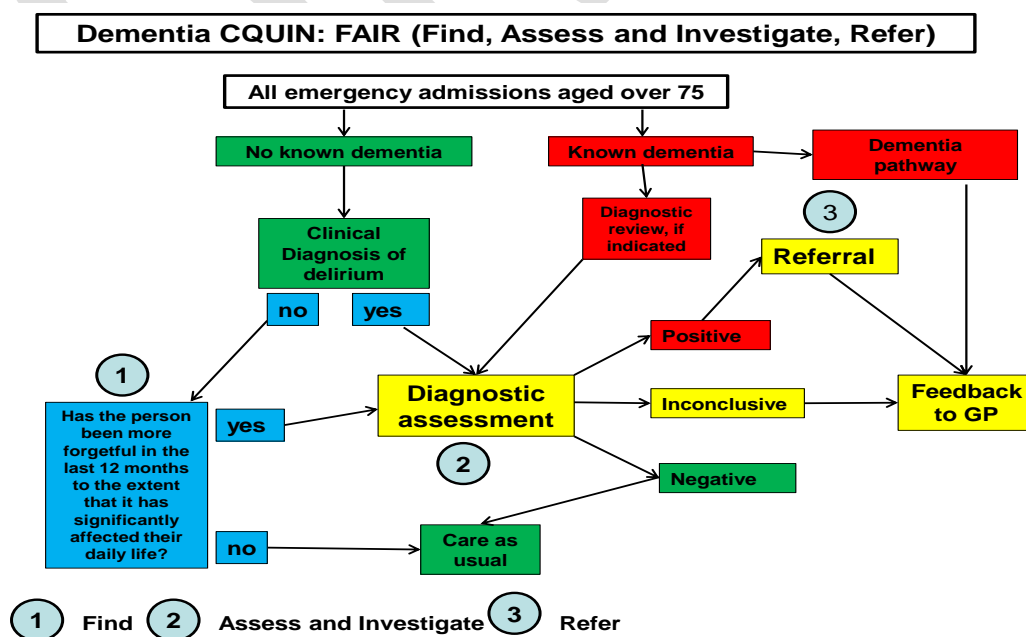 Dementia CQUIN: FAIR (Find, Assess and Investigate, Refer)
All emergency admissions aged over 75
No known dementia
Known dementia
Dementia
pathway
Clinical
Diagnosis of
delirium
Diagnostic
review, if
indicated
3
Referral
no
yes
Positive
1
Has the person
been more
forgetful in the
last 12 months
to the extent
that it has
significantly
affected their
daily life?
yes
Diagnostic
assessment
Inconclusive
Feedback
to GP
2
Negative
no
Care as
usual
1 Find 2 Assess and Investigate 3 Refer